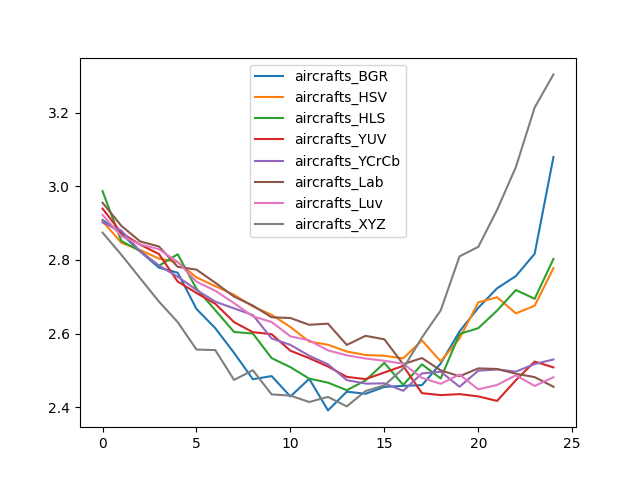 aircrafts_BGR
aircrafts_HSV
aircrafts_HLS
aircrafts_YUV
aircrafts_YCrCb
aircrafts_Lab
aircrafts_Luv
aircrafts_XYZ
3.2
3.0
2.8
2.6
2.4
0 5 10 15 20 25